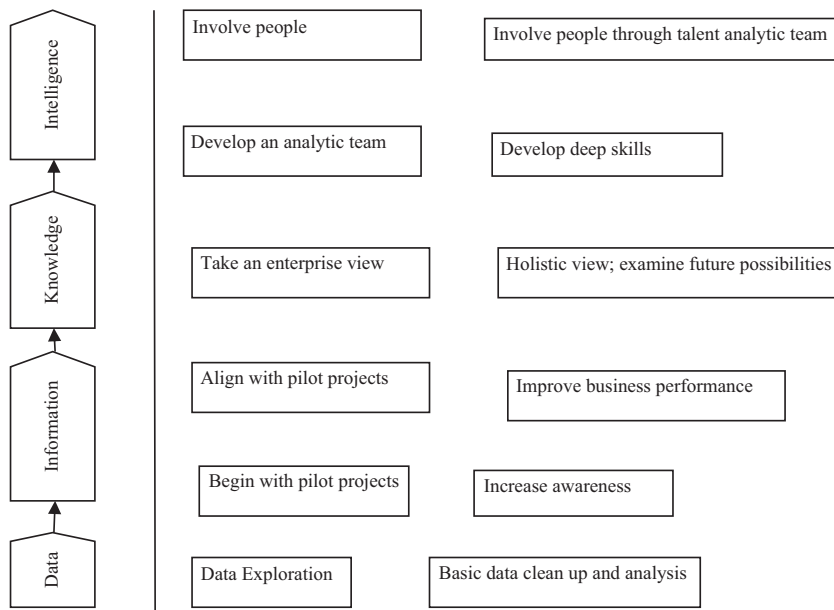 Intelligence
Involve people
Involve people through talent analytic team
Develop an analytic team
Develop deep skills
Knowledge
Take an enterprise view
Holistic view; examine future possibilities
Information
Align with pilot projects
Improve business performance
Begin with pilot projects
Increase awareness
Data
Data Exploration
Basic data clean up and analysis